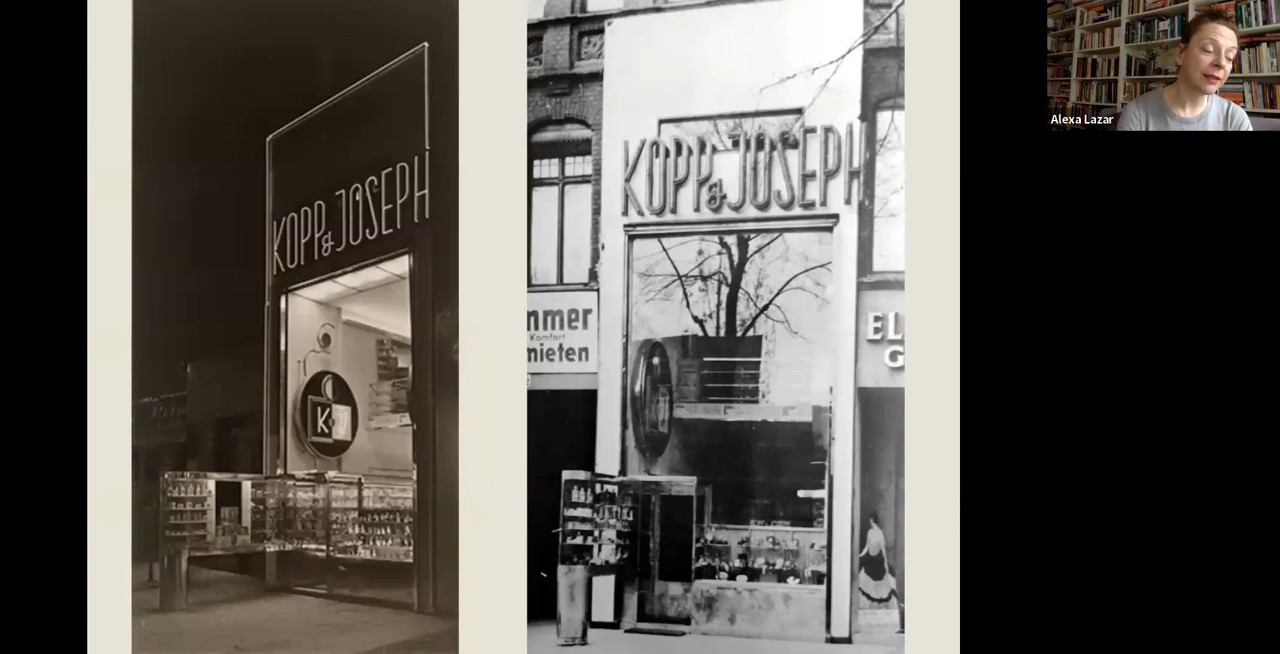 KOPP & JOSEPH
K J
KOPP & JOSEPH
mmer
Komfort
mieten
EL
G
Alexa Lazar